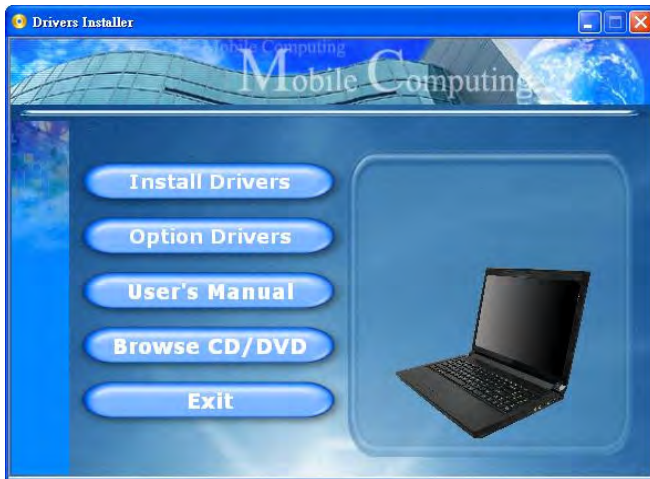 Drivers Installer
Mobile Computing
Mobile Computing
Install Drivers
Option Drivers
User's Manual
Browse CD/DVD
Exit